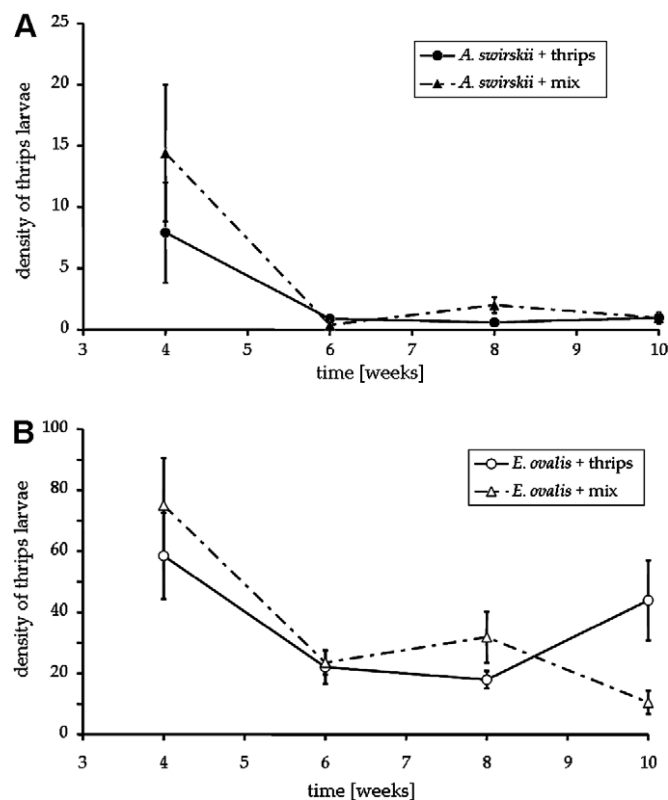 A
25
20
15
10
5
0
density of thrips larvae
A. swirskii + thrips
A. swirskii + mix
3 4 5 6 7 8 9 10
time [weeks]
B
100
80
60
40
20
0
density of thrips larvae
E. ovalis + thrips
E. ovalis + mix
3 4 5 6 7 8 9 10
time [weeks]